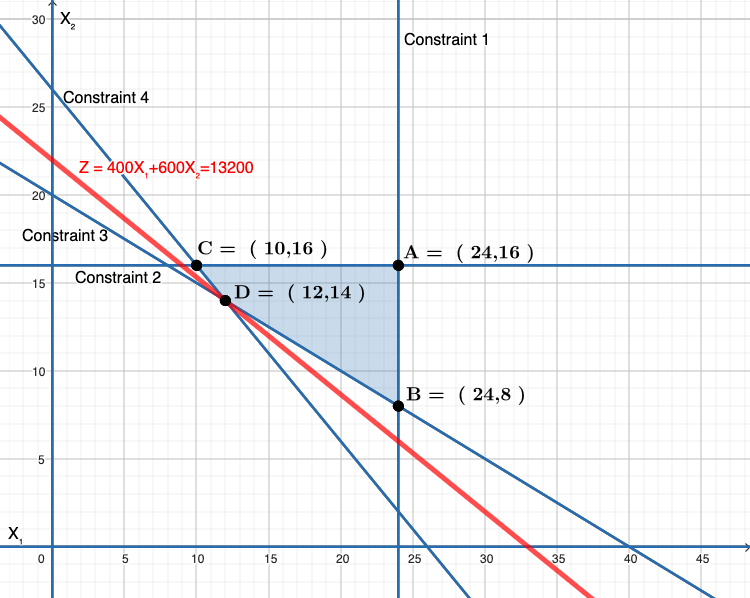 30
X₂
Constraint 1
Constraint 4
25
Z = 400X₁+600X₂=13200
20
Constraint 3
C = ( 10,16 )
A = ( 24,16 )
15
Constraint 2
D = ( 12,14 )
10
B = ( 24,8 )
5
X₁
0 5 10 15 20 25 30 35 40 45